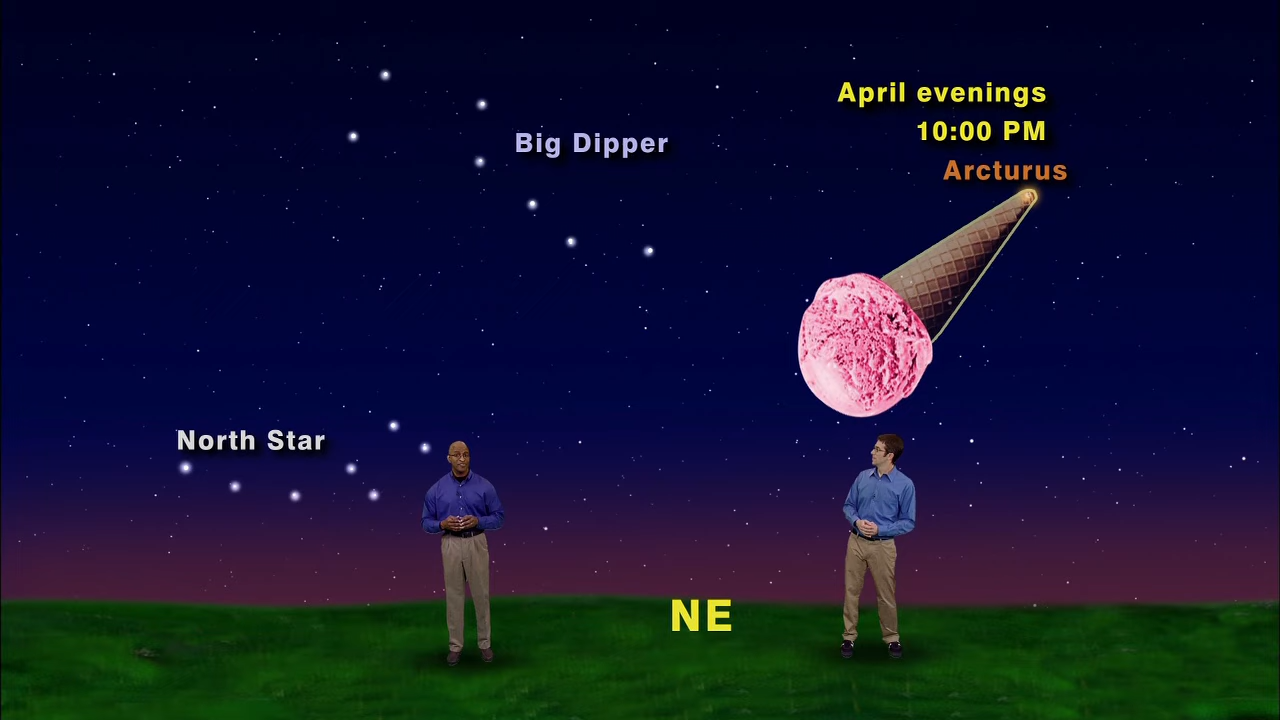 April evenings
10:00 PM
Big Dipper
Arcturus
North Star
NE